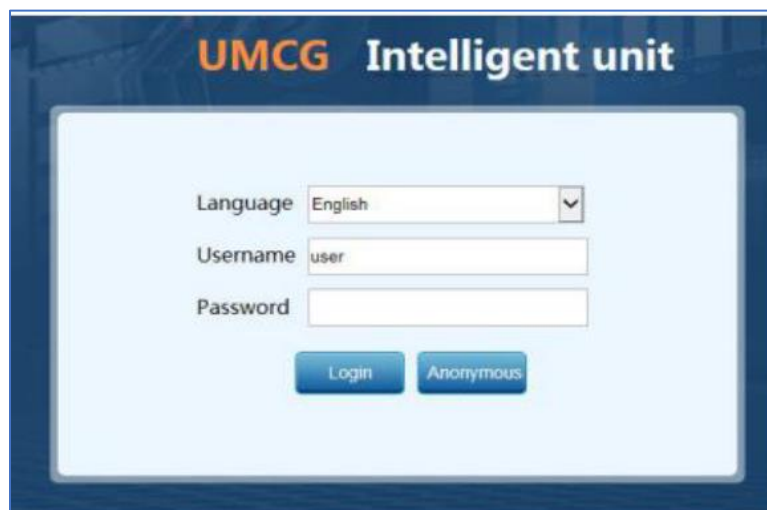 UMCG Intelligent unit
Language English
Username user
Password
Login Anonymous